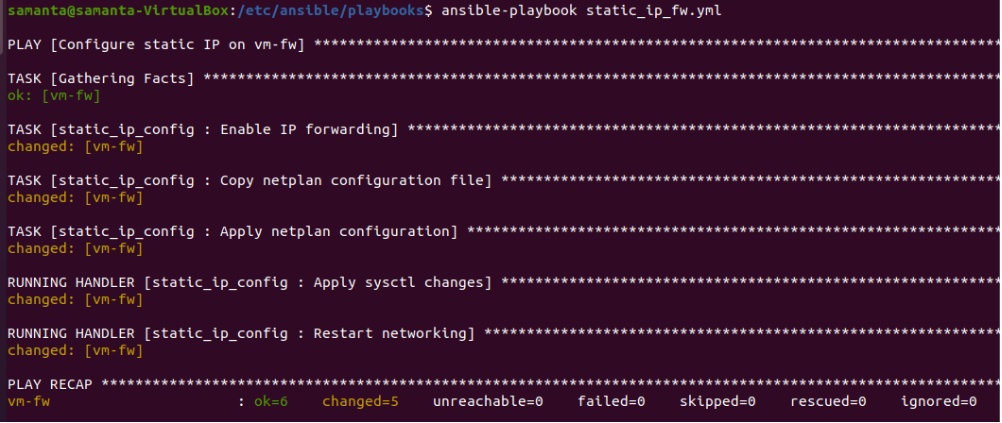 samanta@samanta-VirtualBox:/etc/ansible/playbooks$ ansible-playbook static_ip_fw.yml
PLAY [Configure static IP on vm-fw] *********************************************************************************
TASK [Gathering Facts] **********************************************************************************************
ok: [vm-fw]
TASK [static_ip_config : Enable IP forwarding] **********************************************************************
changed: [vm-fw]
TASK [static_ip_config : Copy netplan configuration file] ***********************************************************
changed: [vm-fw]
TASK [static_ip_config : Apply netplan configuration] ***************************************************************
changed: [vm-fw]
RUNNING HANDLER [static_ip_config : Apply sysctl changes] ***********************************************************
changed: [vm-fw]
RUNNING HANDLER [static_ip_config : Restart networking] *************************************************************
changed: [vm-fw]
PLAY RECAP **********************************************************************************************************
vm-fw                      : ok=6    changed=5    unreachable=0    failed=0    skipped=0    rescued=0    ignored=0